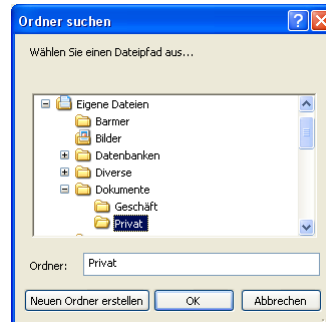 Ordner suchen
Wählen Sie einen Dateipfad aus...
Eigene Dateien
Barmer
Bilder
Datenbanken
Diverse
Dokumente
Geschäft
Privat
Ordner: Privat
Neuen Ordner erstellen OK Abbrechen